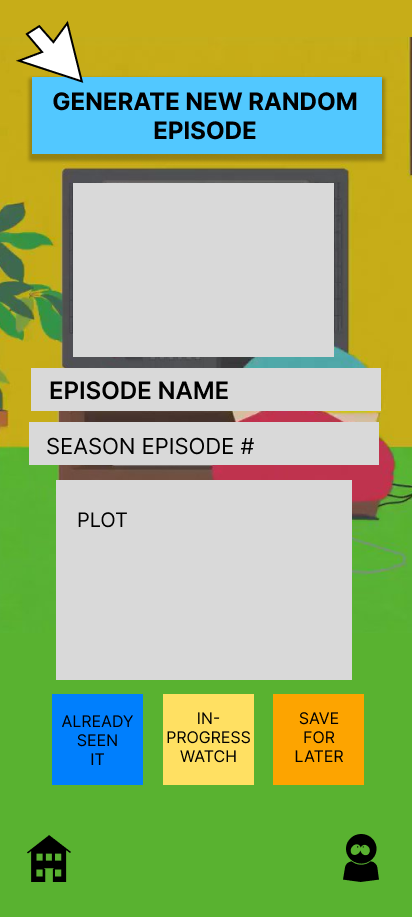 GENERATE NEW RANDOM
EPISODE
EPISODE NAME
SEASON EPISODE #
PLOT
ALREADY
SEEN
IT
IN-
PROGRESS
WATCH
SAVE
FOR
LATER